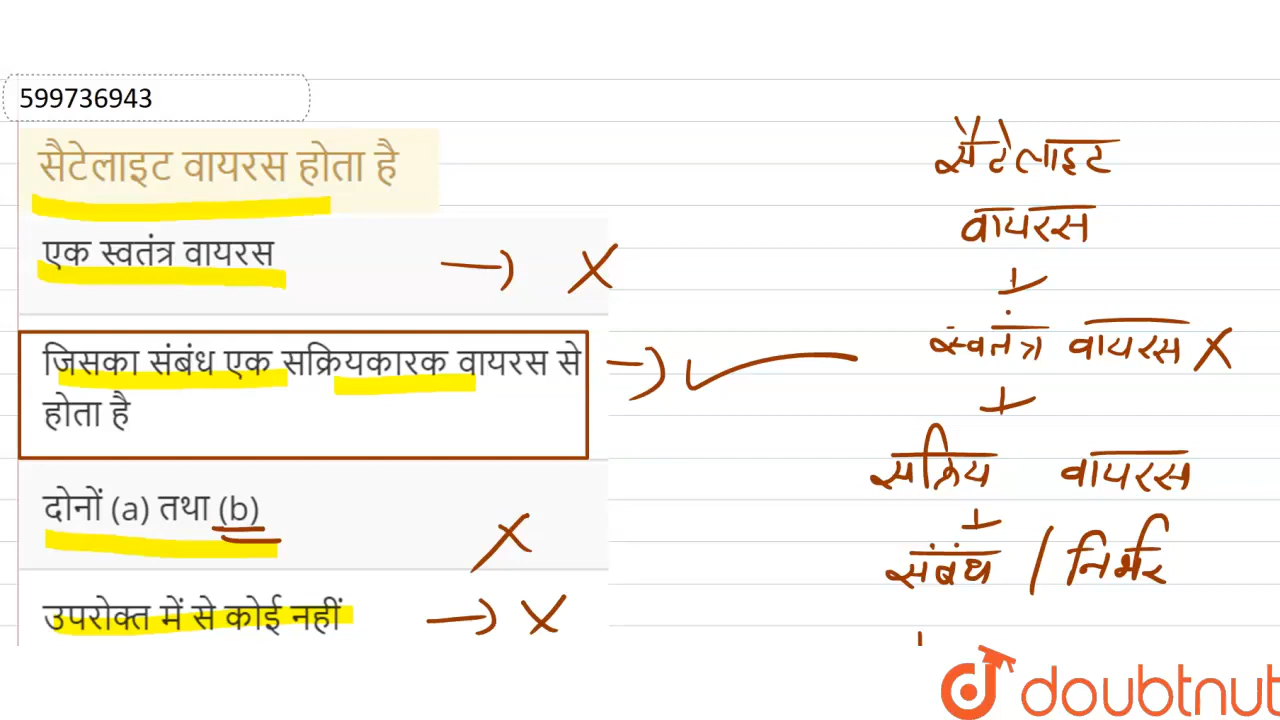 599736943
सैटेलाइट वायरस होता है
एक स्वतंत्र वायरस
जिसका संबंध एक सक्रियकारक वायरस से
होता है
दोनों (a) तथा (b)
उपरोक्त में से कोई नहीं
सैटेलाइट
वायरस
स्वतंत्र वायरस X
सक्रिय वायरस
संबंध / निर्भर
doubtnut